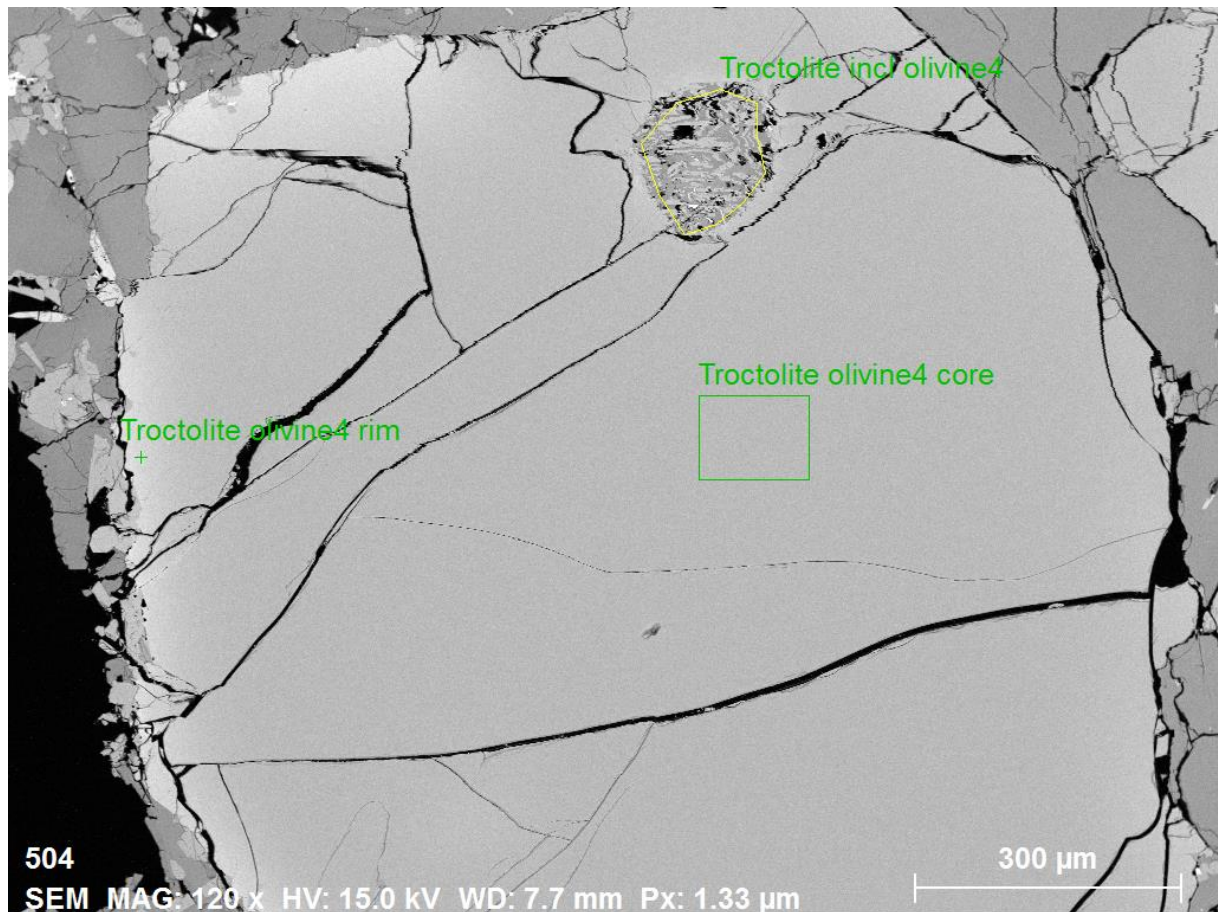 Troctolite incl olivine4
Troctolite olivine4 core
Troctolite olivine4 rim
504
300 µm
SEM MAG: 120 x HV: 15.0 kV WD: 7.7 mm Px: 1.33 µm